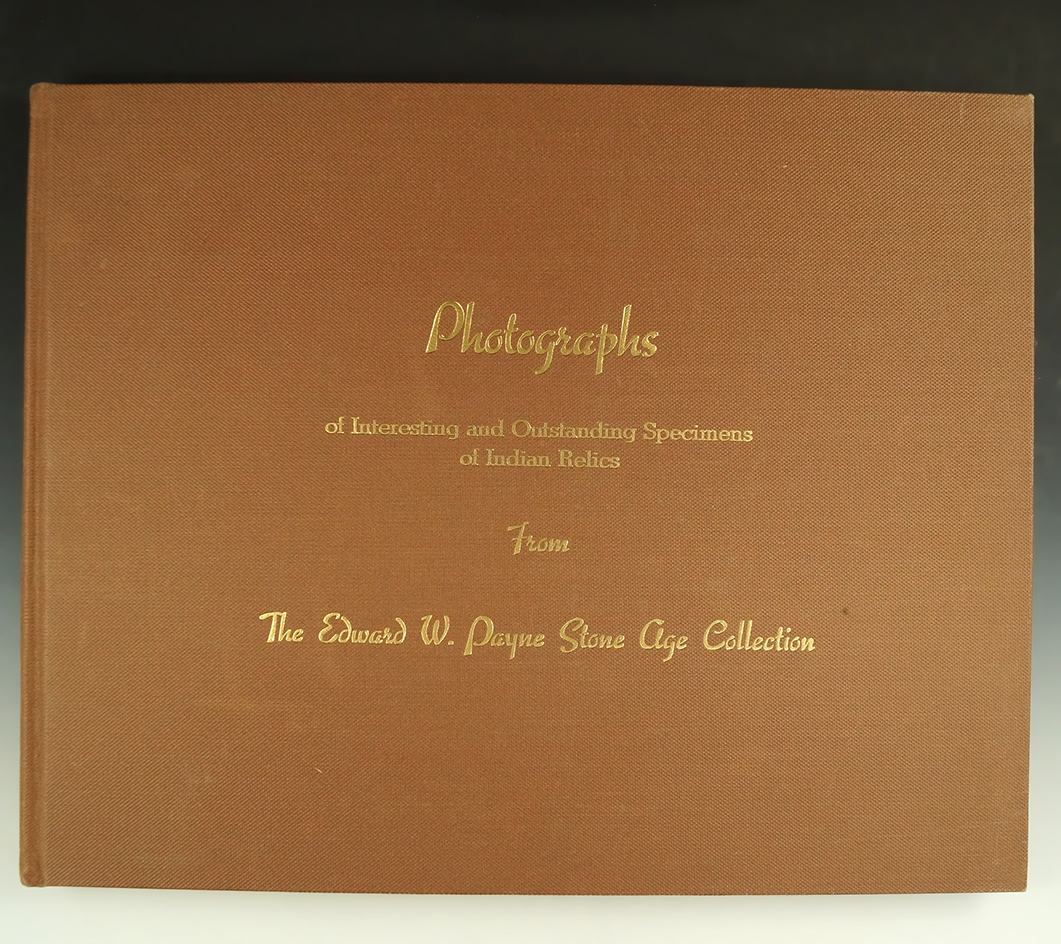 Photographs
of Interesting and Outstanding Specimens
of Indian Relics
From
The Edward W. Payne Stone Age Collection